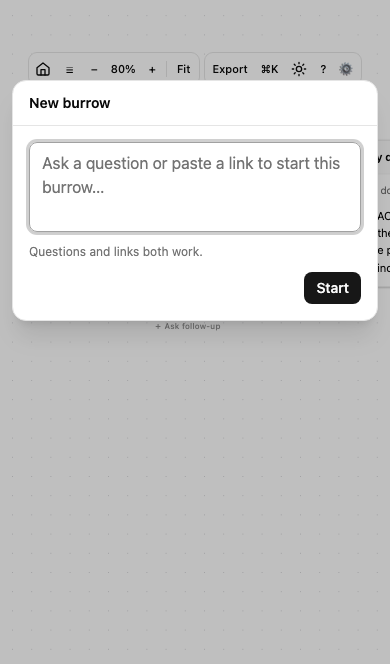 ≡ − 80% + Fit Export ⌘K ?
New burrow
Ask a question or paste a link to start this
burrow...
Questions and links both work.
Start
+ Ask follow-up